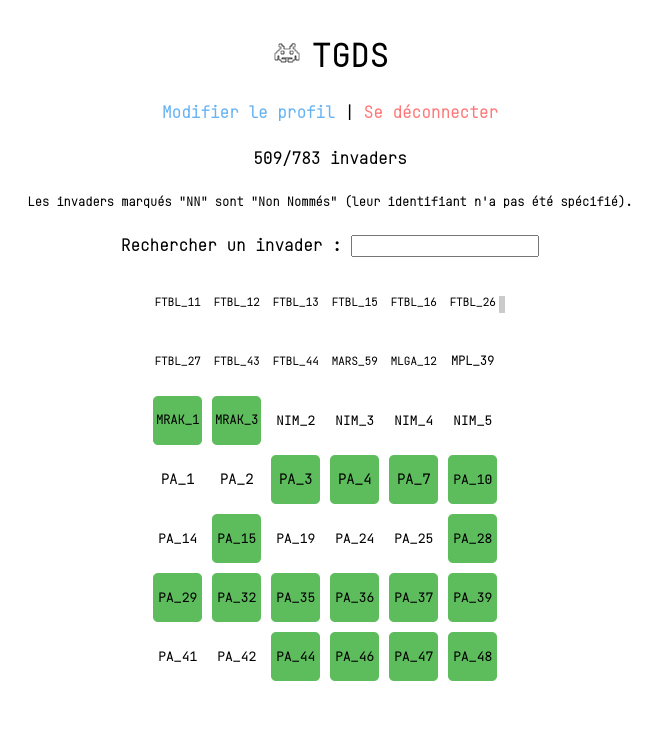 TGDS
Modifier le profil | Se déconnecter
509/783 invaders
Les invaders marqués "NN" sont "Non Nommés" (leur identifiant n'a pas été spécifié).
Rechercher un invader :
FTBL_11 FTBL_12 FTBL_13 FTBL_15 FTBL_16 FTBL_26
FTBL_27 FTBL_43 FTBL_44 MARS_59 MLGA_12 MPL_39
MRAK_1 MRAK_3 NIM_2 NIM_3 NIM_4 NIM_5
PA_1 PA_2 PA_3 PA_4 PA_7 PA_10
PA_14 PA_15 PA_19 PA_24 PA_25 PA_28
PA_29 PA_32 PA_35 PA_36 PA_37 PA_39
PA_41 PA_42 PA_44 PA_46 PA_47 PA_48